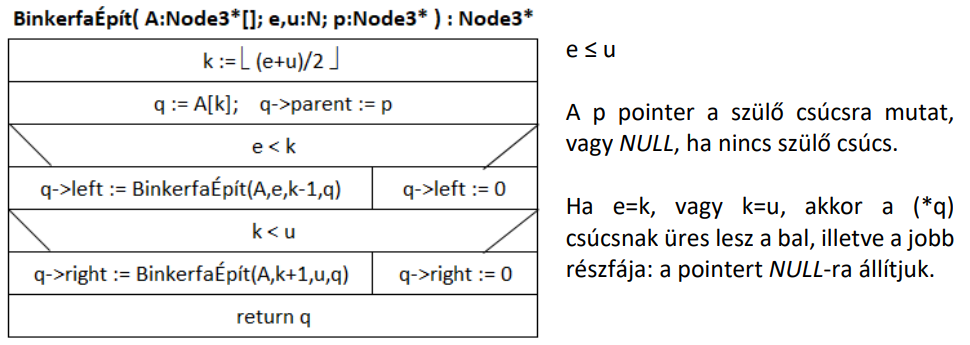 BinkerfaÉpít( A:Node3*[]; e,u:N; p:Node3* ) : Node3*
k := ⌊ (e+u)/2 ⌋
q := A[k]; q->parent := p
e < k
q->left := BinkerfaÉpít(A,e,k-1,q) q->left := 0
k < u
q->right := BinkerfaÉpít(A,k+1,u,q) q->right := 0
return q
e ≤ u
A p pointer a szülő csúcsra mutat,
vagy NULL, ha nincs szülő csúcs.
Ha e=k, vagy k=u, akkor a (*q)
csúcsnak üres lesz a bal, illetve a jobb
részfája: a pointert NULL-ra állítjuk.